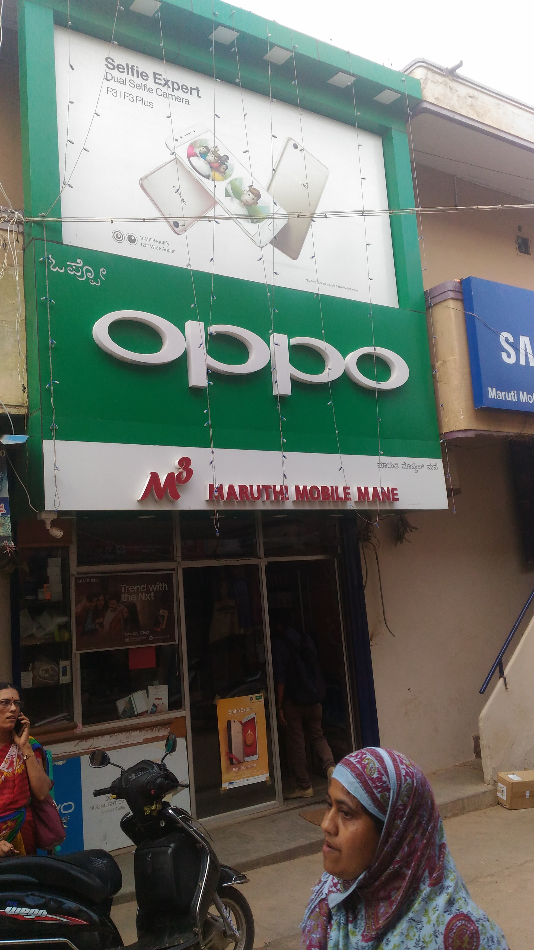 Selfie Expert
Dual Selfie Camera
F3 | F3 Plus
ಒಪ್ಪೋ
oppo
SA
Maruti Mo
M3 MARUTHI MOBILE MANE
Trend with
the Nxt